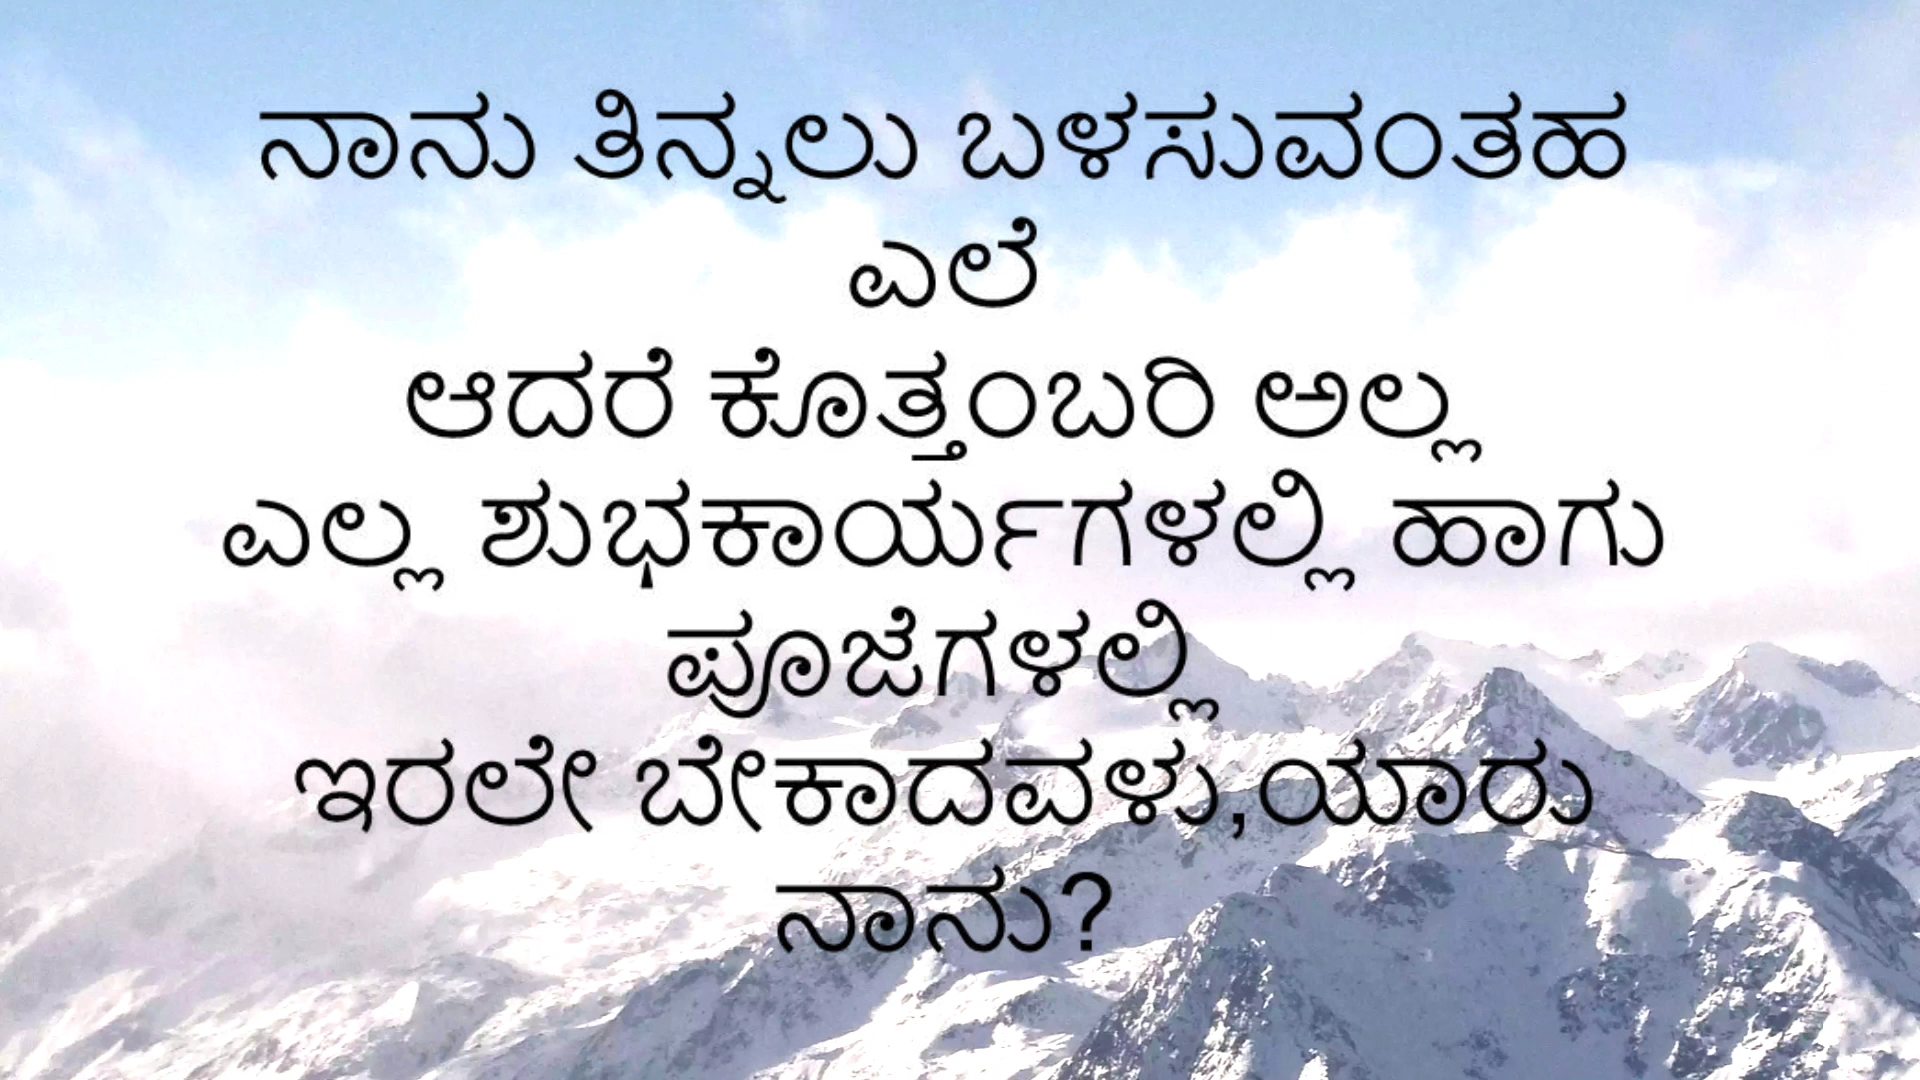 ನಾನು ತಿನ್ನಲು ಬಳಸುವಂತಹ
ಎಲೆ
ಆದರೆ ಕೊತ್ತಂಬರಿ ಅಲ್ಲ
ಎಲ್ಲ ಶುಭಕಾರ್ಯಗಳಲ್ಲಿ ಹಾಗು
ಪೂಜೆಗಳಲ್ಲಿ
ಇರಲೇ ಬೇಕಾದವಳು,ಯಾರು
ನಾನು?